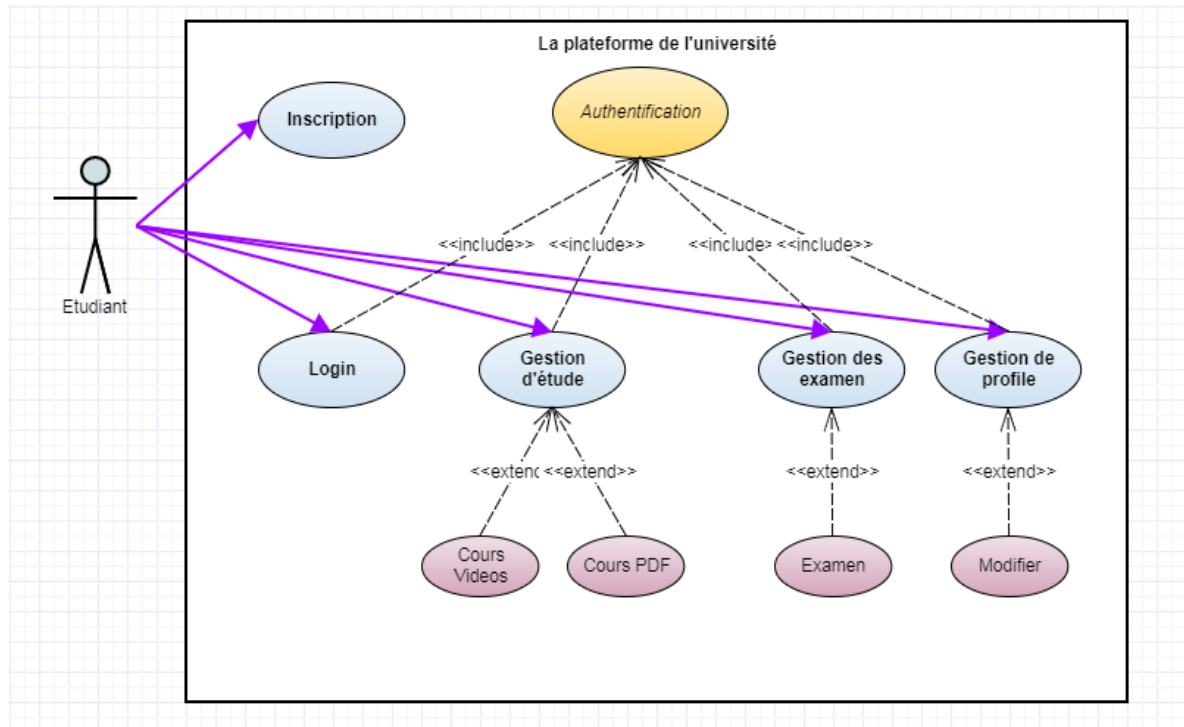 La plateforme de l'université
Inscription
Authentification
Etudiant
<<include>>
<<include>>
<<include>
<<include>>
Login
Gestion
d'étude
Gestion des
examen
Gestion de
profile
<<extend
<<extend>>
<<extend>>
<<extend>>
Cours
Videos
Cours PDF
Examen
Modifier